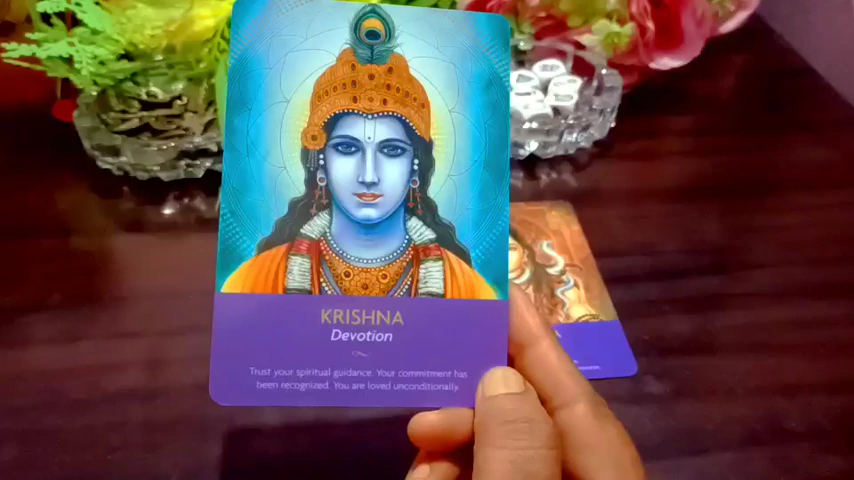 KRISHNA
Devotion
Trust your spiritual guidance. Your commitment has
been recognized. You are loved unconditionally.